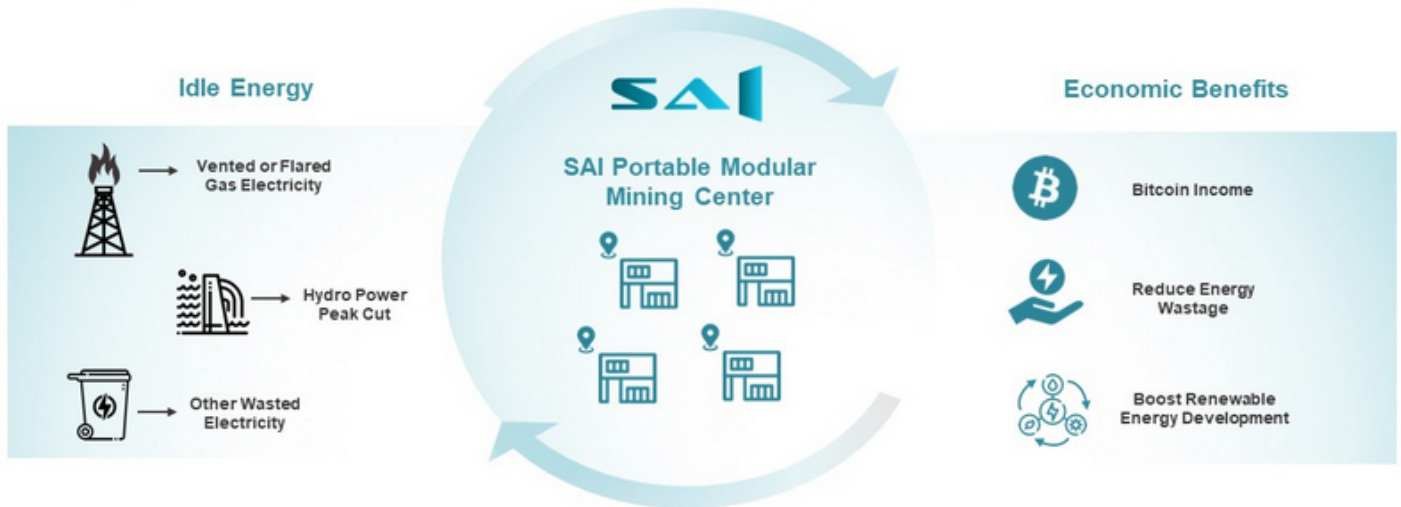 Idle Energy
Vented or Flared
Gas Electricity
Hydro Power
Peak Cut
Other Wasted
Electricity
SAI
SAI Portable Modular
Mining Center
Economic Benefits
Bitcoin Income
Reduce Energy
Wastage
Boost Renewable
Energy Development